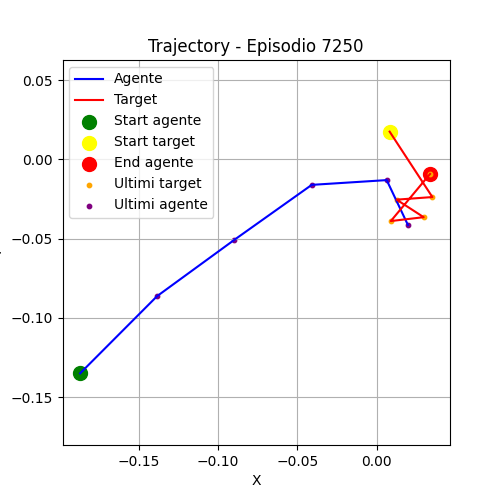 Trajectory - Episodio 7250
Agente
Target
Start agente
Start target
End agente
Ultimi target
Ultimi agente
0.05
0.00
−0.05
−0.10
−0.15
−0.15
−0.10
−0.05
0.00
X